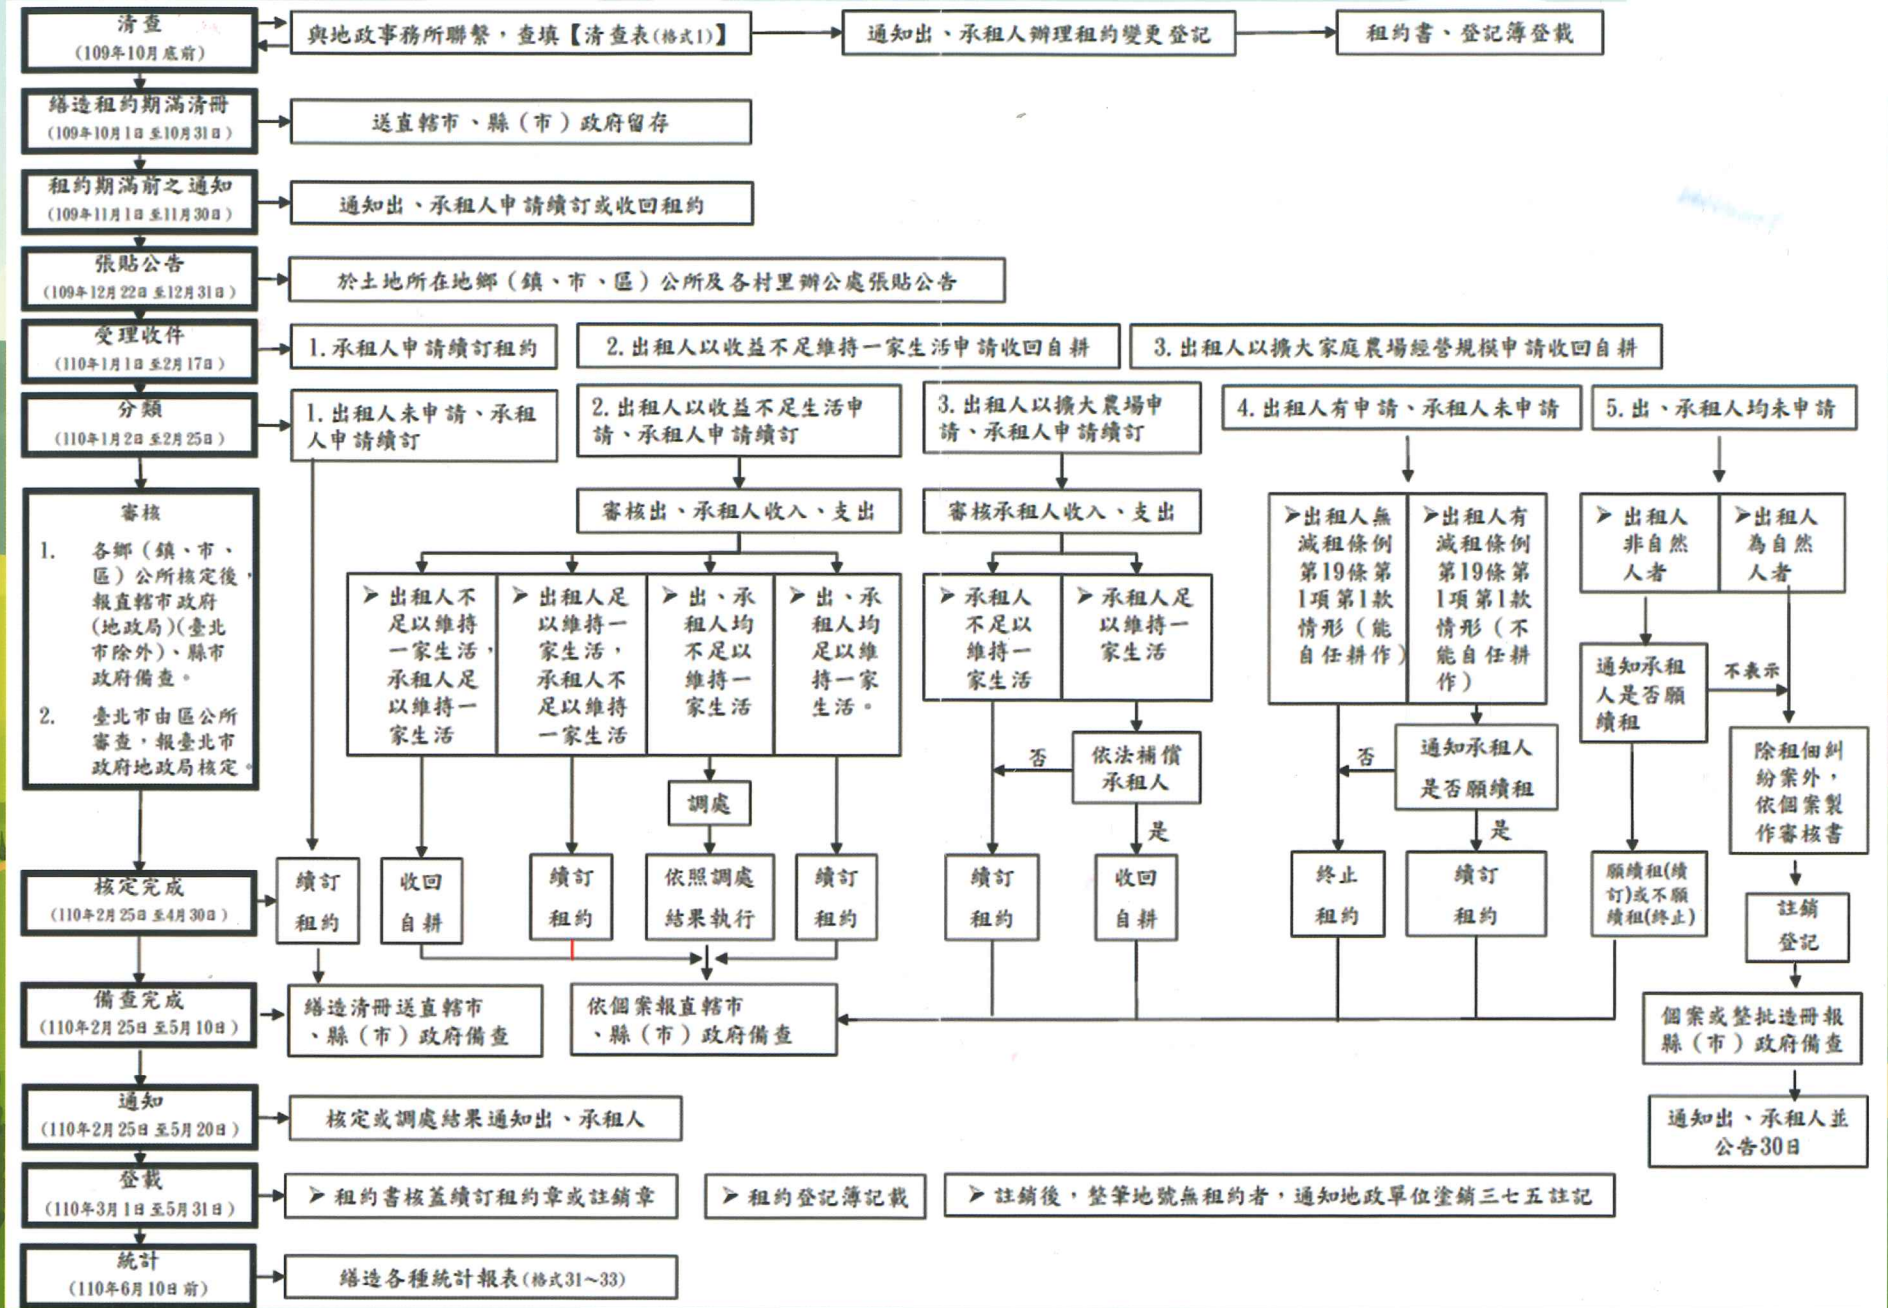 清查
(109年10月底前)
與地政事務所聯繫，查填【清查表(格式1)】
通知出、承租人辦理租約變更登記
租約書、登記簿登載
繕造租約期滿清冊
(109年10月1日至10月31日)
送直轄市、縣（市）政府留存
租約期滿前之通知
(109年11月1日至11月30日)
通知出、承租人申請續訂或收回租約
張貼公告
(109年12月22日至12月31日)
於土地所在地鄉（鎮、市、區）公所及各村里辦公處張貼公告
受理收件
(110年1月1日至2月17日)
1.承租人申請續訂租約
2.出租人以收益不足維持一家生活申請收回自耕
3.出租人以擴大家庭農場經營規模申請收回自耕
分類
(110年1月2日至2月25日)
1.出租人未申請、承租
人申請續訂
2.出租人以收益不足生活申
請、承租人申請續訂
3.出租人以擴大農場申
請、承租人申請續訂
4.出租人有申請、承租人未申請
5.出、承租人均未申請
審核
1. 各鄉（鎮、市、
區）公所核定後，
報直轄市政府
(地政局)(臺北
市除外)、縣市
政府備查。
2. 臺北市由區公所
審查，報臺北市
政府地政局核定。
審核出、承租人收入、支出
審核承租人收入、支出
➢出租人不
足以維持
一家生活，
承租人足
以維持一
家生活
➢出租人足
以維持一
家生活，
承租人不
足以維持
一家生活
➢出、承
租人均
不足以
維持一
家生活
➢出、承
租人均
足以維
持一家
生活。
➢承租人
不足以
維持一
家生活
➢承租人足
以維持一
家生活
➢出租人無
減租條例
第19條第
1項第1款
情形（能
自任耕作）
➢出租人有
減租條例
第19條第
1項第1款
情形（不
能自任耕
作）
➢出租人
非自然
人者
➢出租人
為自然
人者
調處
否
依法補償
承租人
是
否
通知承租人
是否願續租
是
通知承租
人是否願
續租
不表示
除租佃糾
紛案外，
依個案製
作審核書
核定完成
(110年2月25日至4月30日)
續訂
租約
收回
自耕
續訂
租約
依照調處
結果執行
續訂
租約
續訂
租約
收回
自耕
終止
租約
續訂
租約
願續租(續
訂)或不願
續租(終止)
註銷
登記
備查完成
(110年2月25日至5月10日)
繕造清冊送直轄市
、縣（市）政府備查
依個案報直轄市
、縣（市）政府備查
個案或整批造冊報
縣（市）政府備查
通知
(110年2月25日至5月20日)
核定或調處結果通知出、承租人
通知出、承租人並
公告30日
登載
(110年3月1日至5月31日)
➢租約書核蓋續訂租約章或註銷章
➢租約登記簿記載
➢註銷後，整筆地號無租約者，通知地政單位塗銷三七五註記
統計
(110年6月10日前)
繕造各種統計報表(格式31~33)